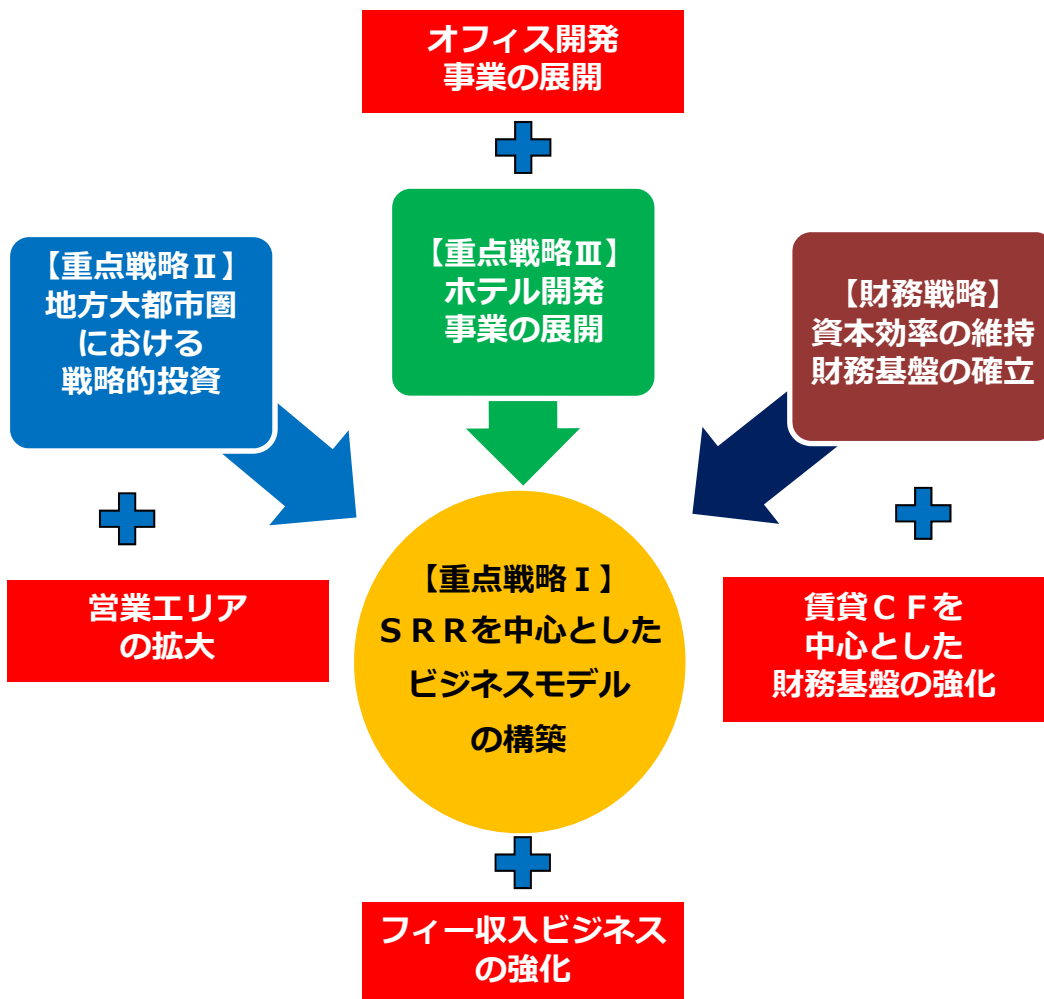 オフィス開発
事業の展開
【重点戦略Ⅱ】
地方大都市圏
における
戦略的投資
【重点戦略Ⅲ】
ホテル開発
事業の展開
【財務戦略】
資本効率の維持
財務基盤の確立
営業エリア
の拡大
【重点戦略Ⅰ】
ＳＲＲを中心とした
ビジネスモデル
の構築
賃貸ＣＦを
中心とした
財務基盤の強化
フィー収入ビジネス
の強化